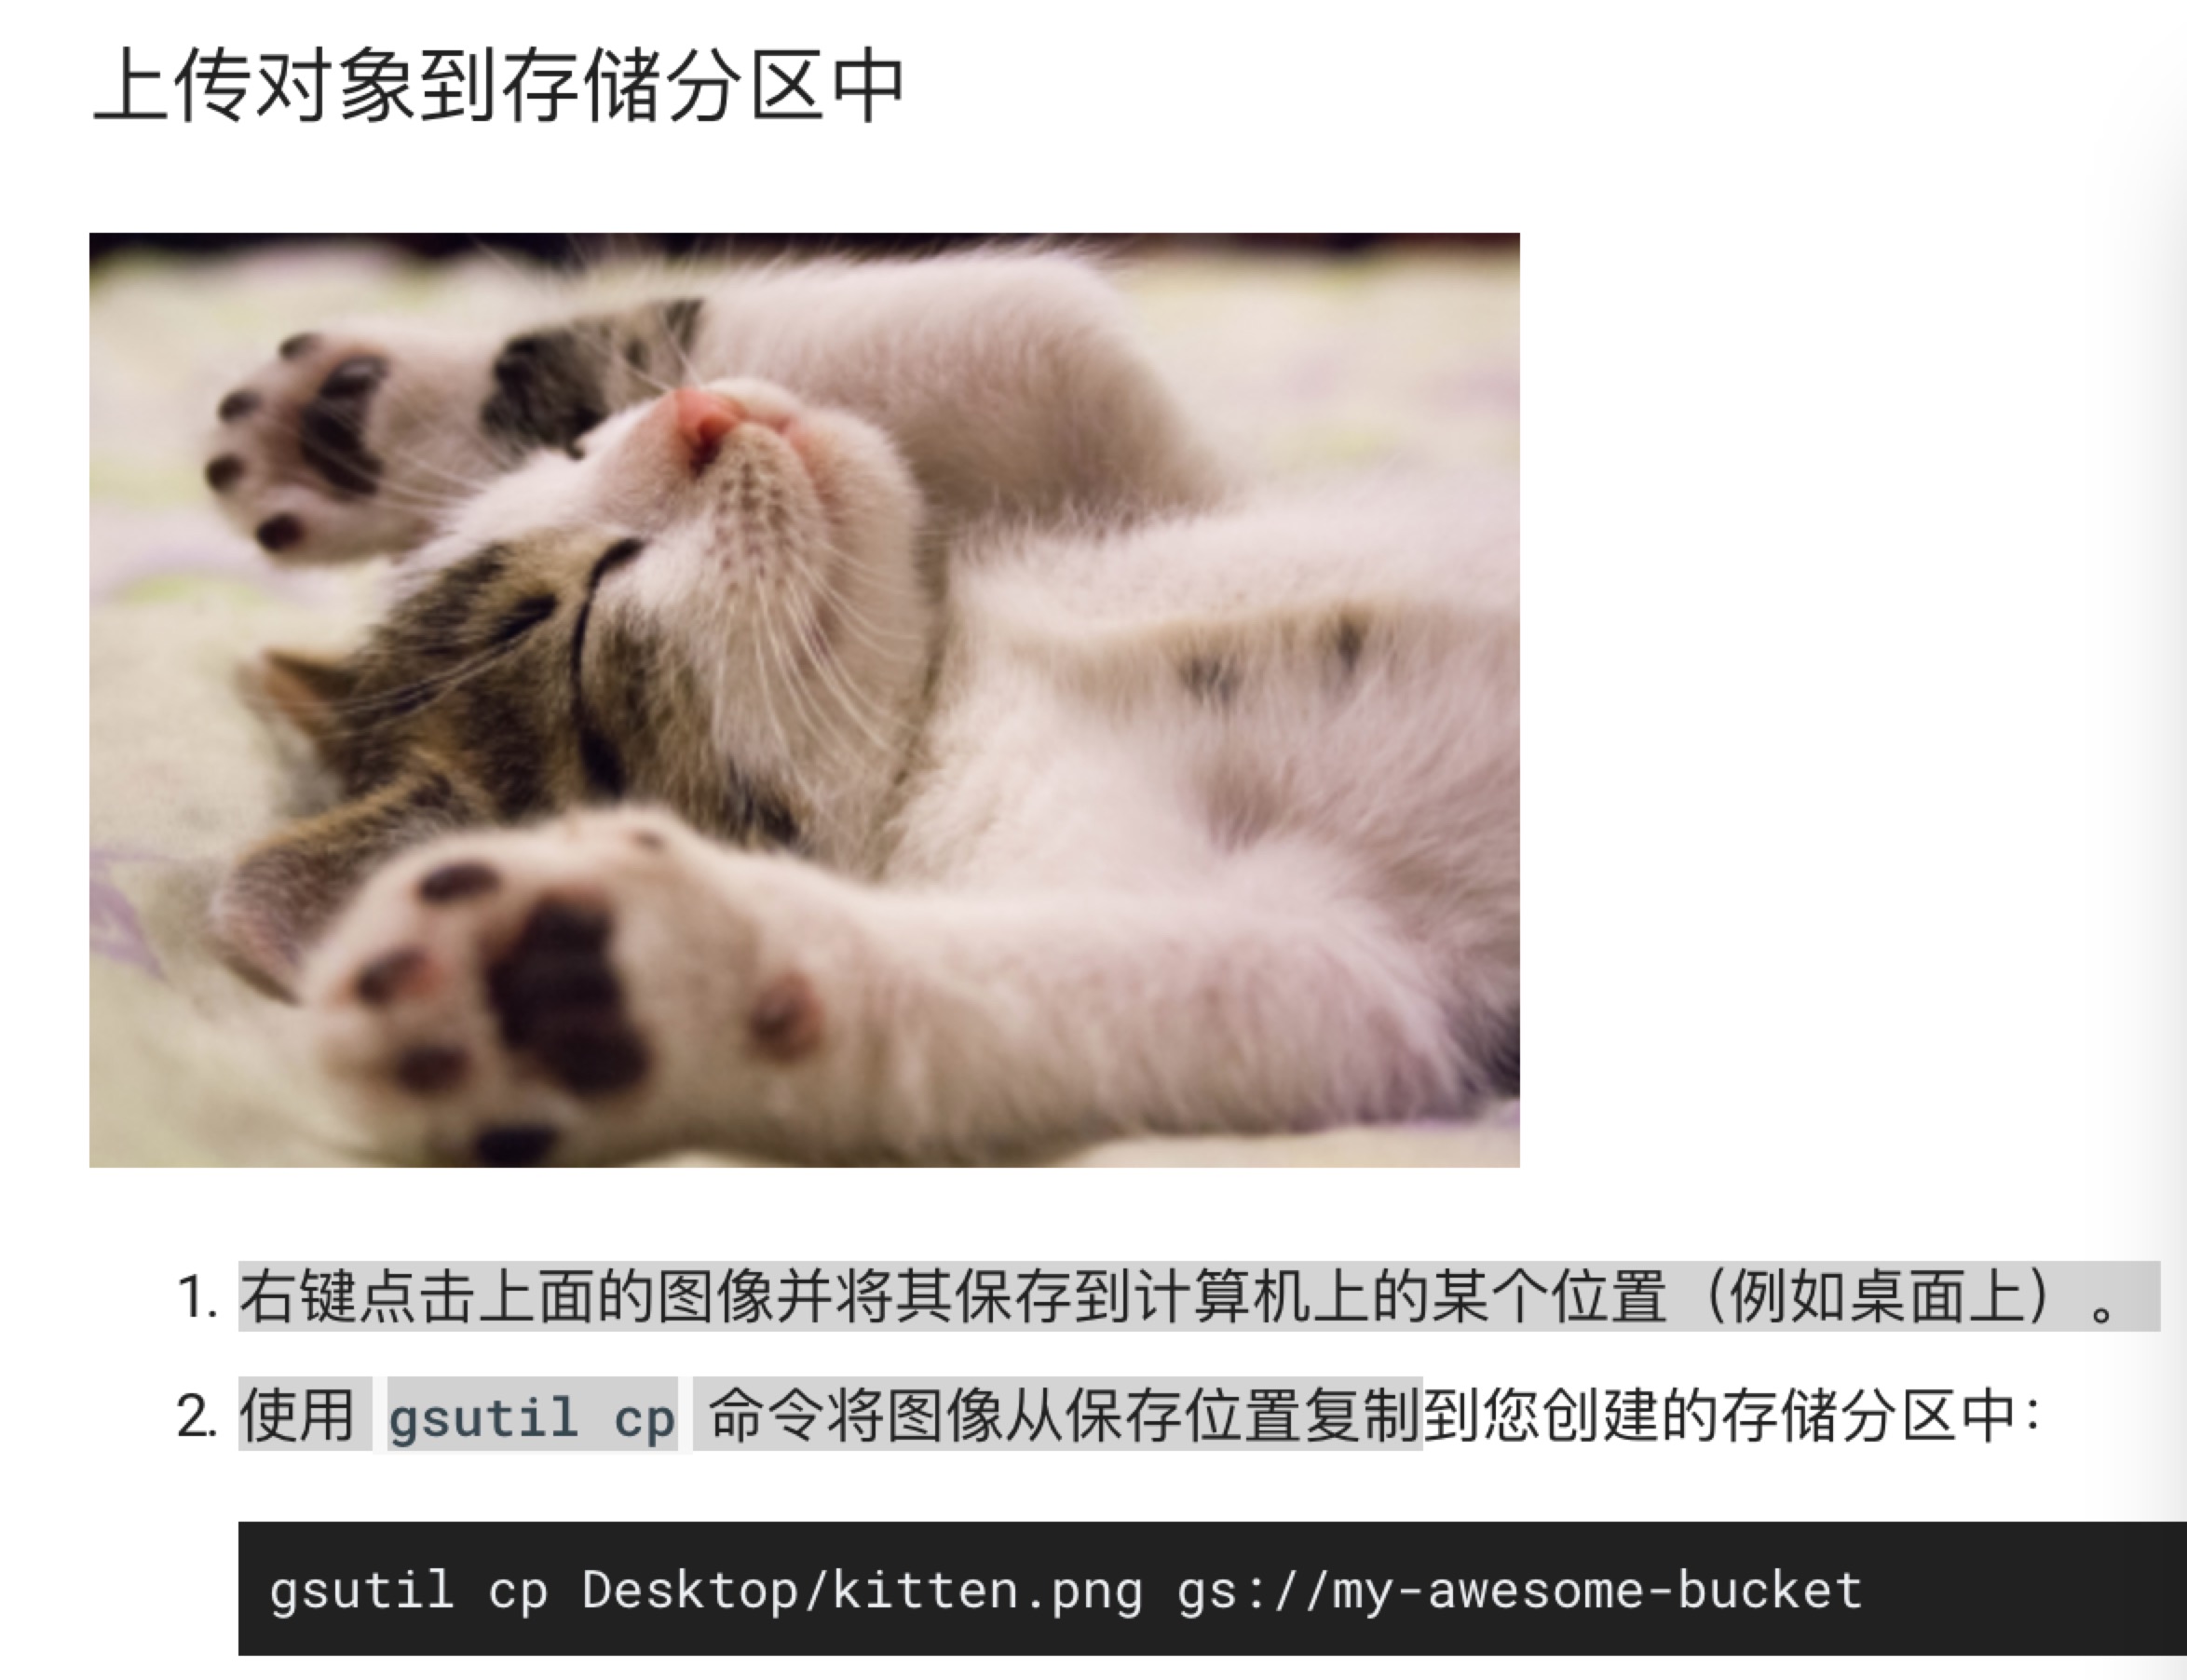 上传对象到存储分区中
1. 右键点击上面的图像并将其保存到计算机上的某个位置（例如桌面上）。
2. 使用 gsutil cp 命令将图像从保存位置复制到您创建的存储分区中：
gsutil cp Desktop/kitten.png gs://my-awesome-bucket